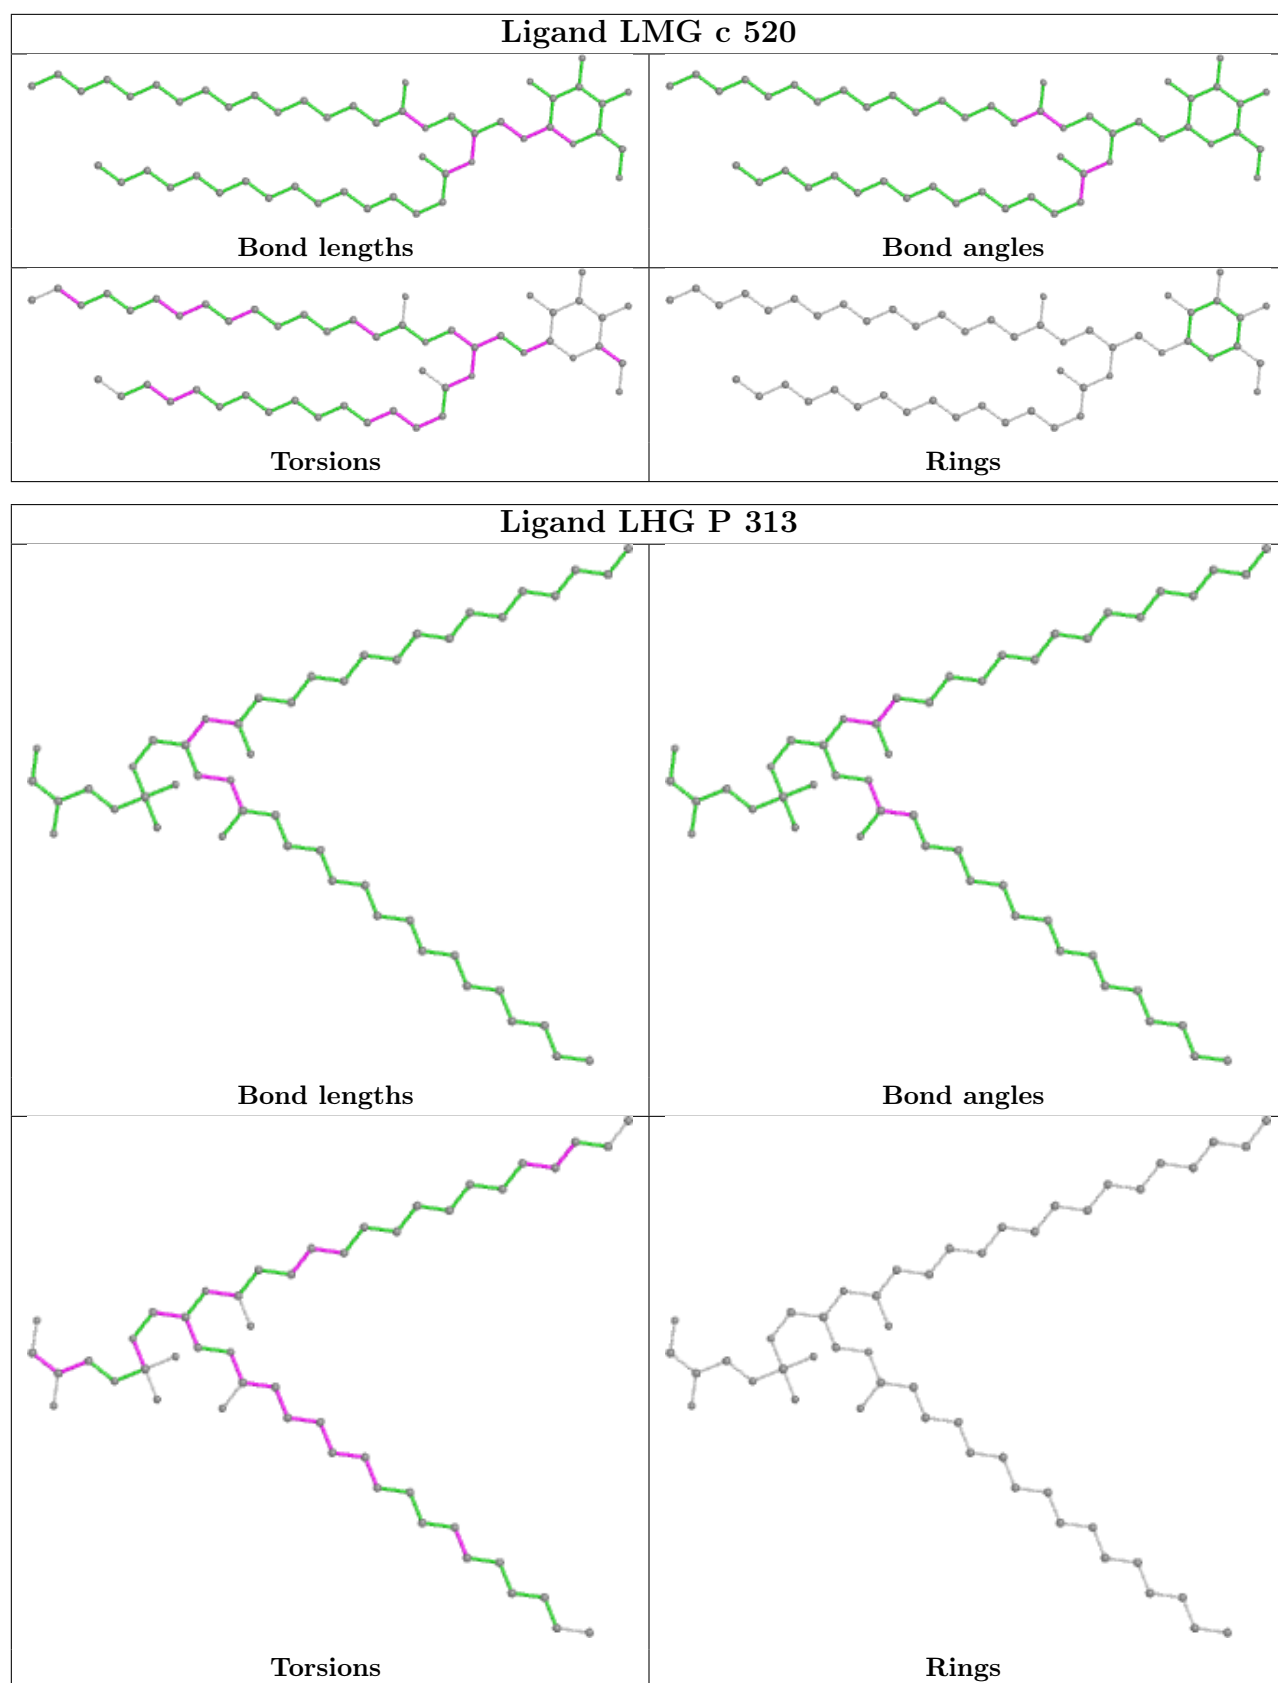 Ligand LMG c 520
Bond lengths
Bond angles
Torsions
Rings
Ligand LHG P 313
Bond lengths
Bond angles
Torsions
Rings